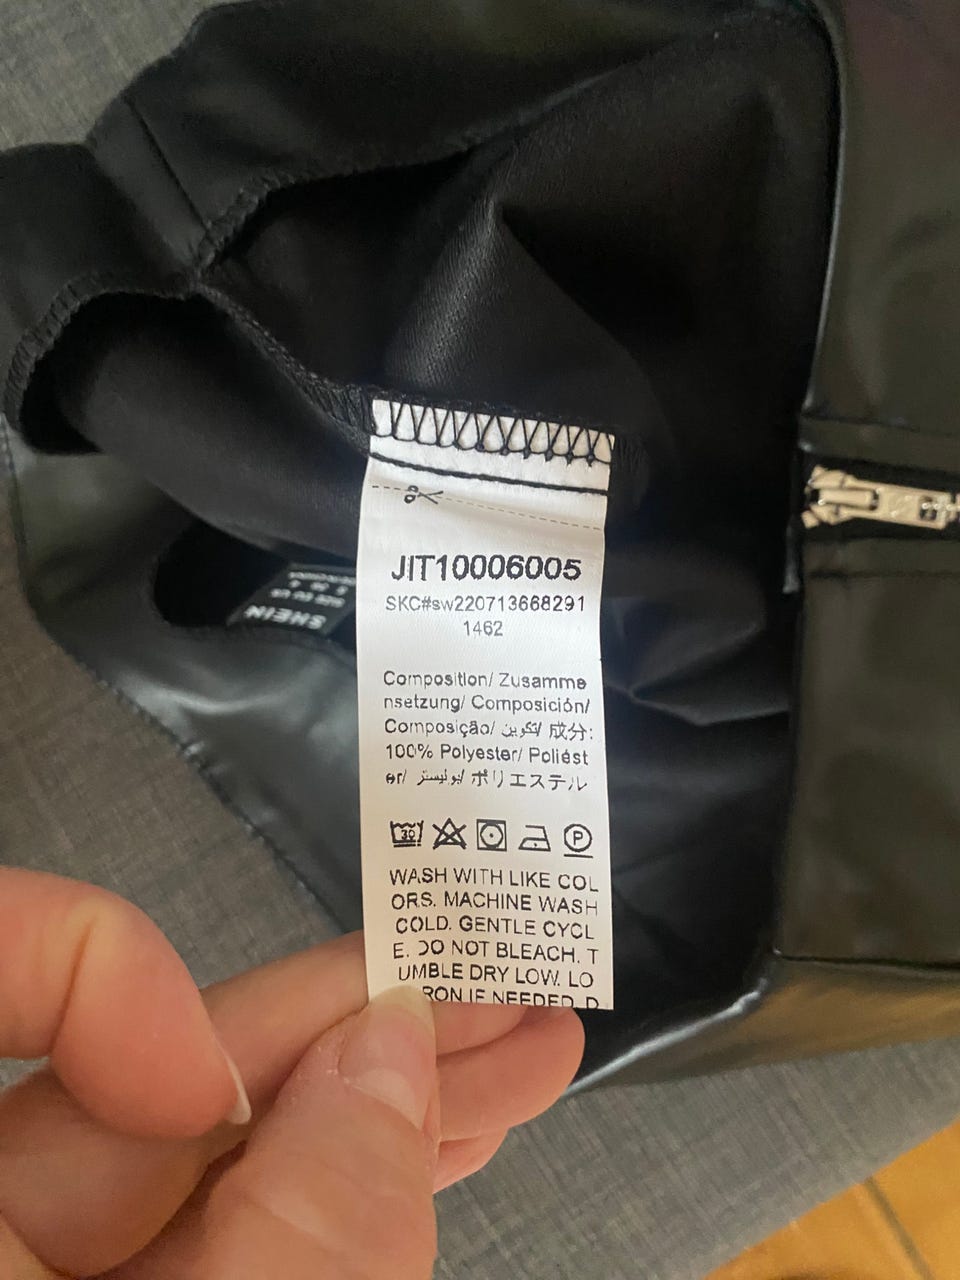 JIT10006005
SKC#sw220713668291
1462
Composition/ Zusamme
nsetzung/ Composición/
Composição/ تكوين/ 成分:
100% Polyester/ Poliést
er/ بوليستر/ ポリエステル
30
P
WASH WITH LIKE COL
ORS. MACHINE WASH
COLD. GENTLE CYCL
E. DO NOT BLEACH. T
UMBLE DRY LOW. LO
RON IF NEEDED. D
SHEIN